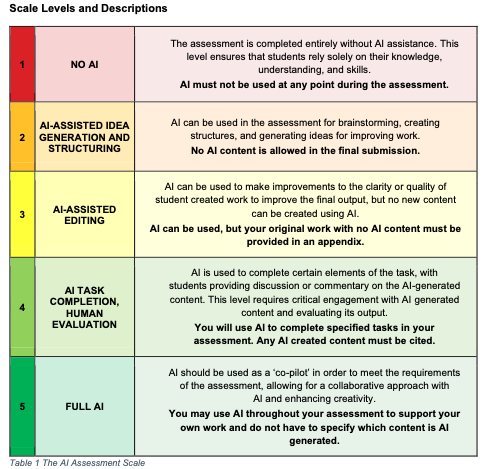 Scale Levels and Descriptions
1
NO AI
The assessment is completed entirely without AI assistance. This
level ensures that students rely solely on their knowledge,
understanding, and skills.
AI must not be used at any point during the assessment.
2
AI-ASSISTED IDEA
GENERATION AND
STRUCTURING
AI can be used in the assessment for brainstorming, creating
structures, and generating ideas for improving work.
No AI content is allowed in the final submission.
3
AI-ASSISTED
EDITING
AI can be used to make improvements to the clarity or quality of
student created work to improve the final output, but no new content
can be created using AI.
AI can be used, but your original work with no AI content must be
provided in an appendix.
4
AI TASK
COMPLETION,
HUMAN
EVALUATION
AI is used to complete certain elements of the task, with
students providing discussion or commentary on the AI-generated
content. This level requires critical engagement with AI generated
content and evaluating its output.
You will use AI to complete specified tasks in your
assessment. Any AI created content must be cited.
5
FULL AI
AI should be used as a ‘co-pilot’ in order to meet the requirements
of the assessment, allowing for a collaborative approach with
AI and enhancing creativity.
You may use AI throughout your assessment to support your
own work and do not have to specify which content is AI
generated.
Table 1 The AI Assessment Scale